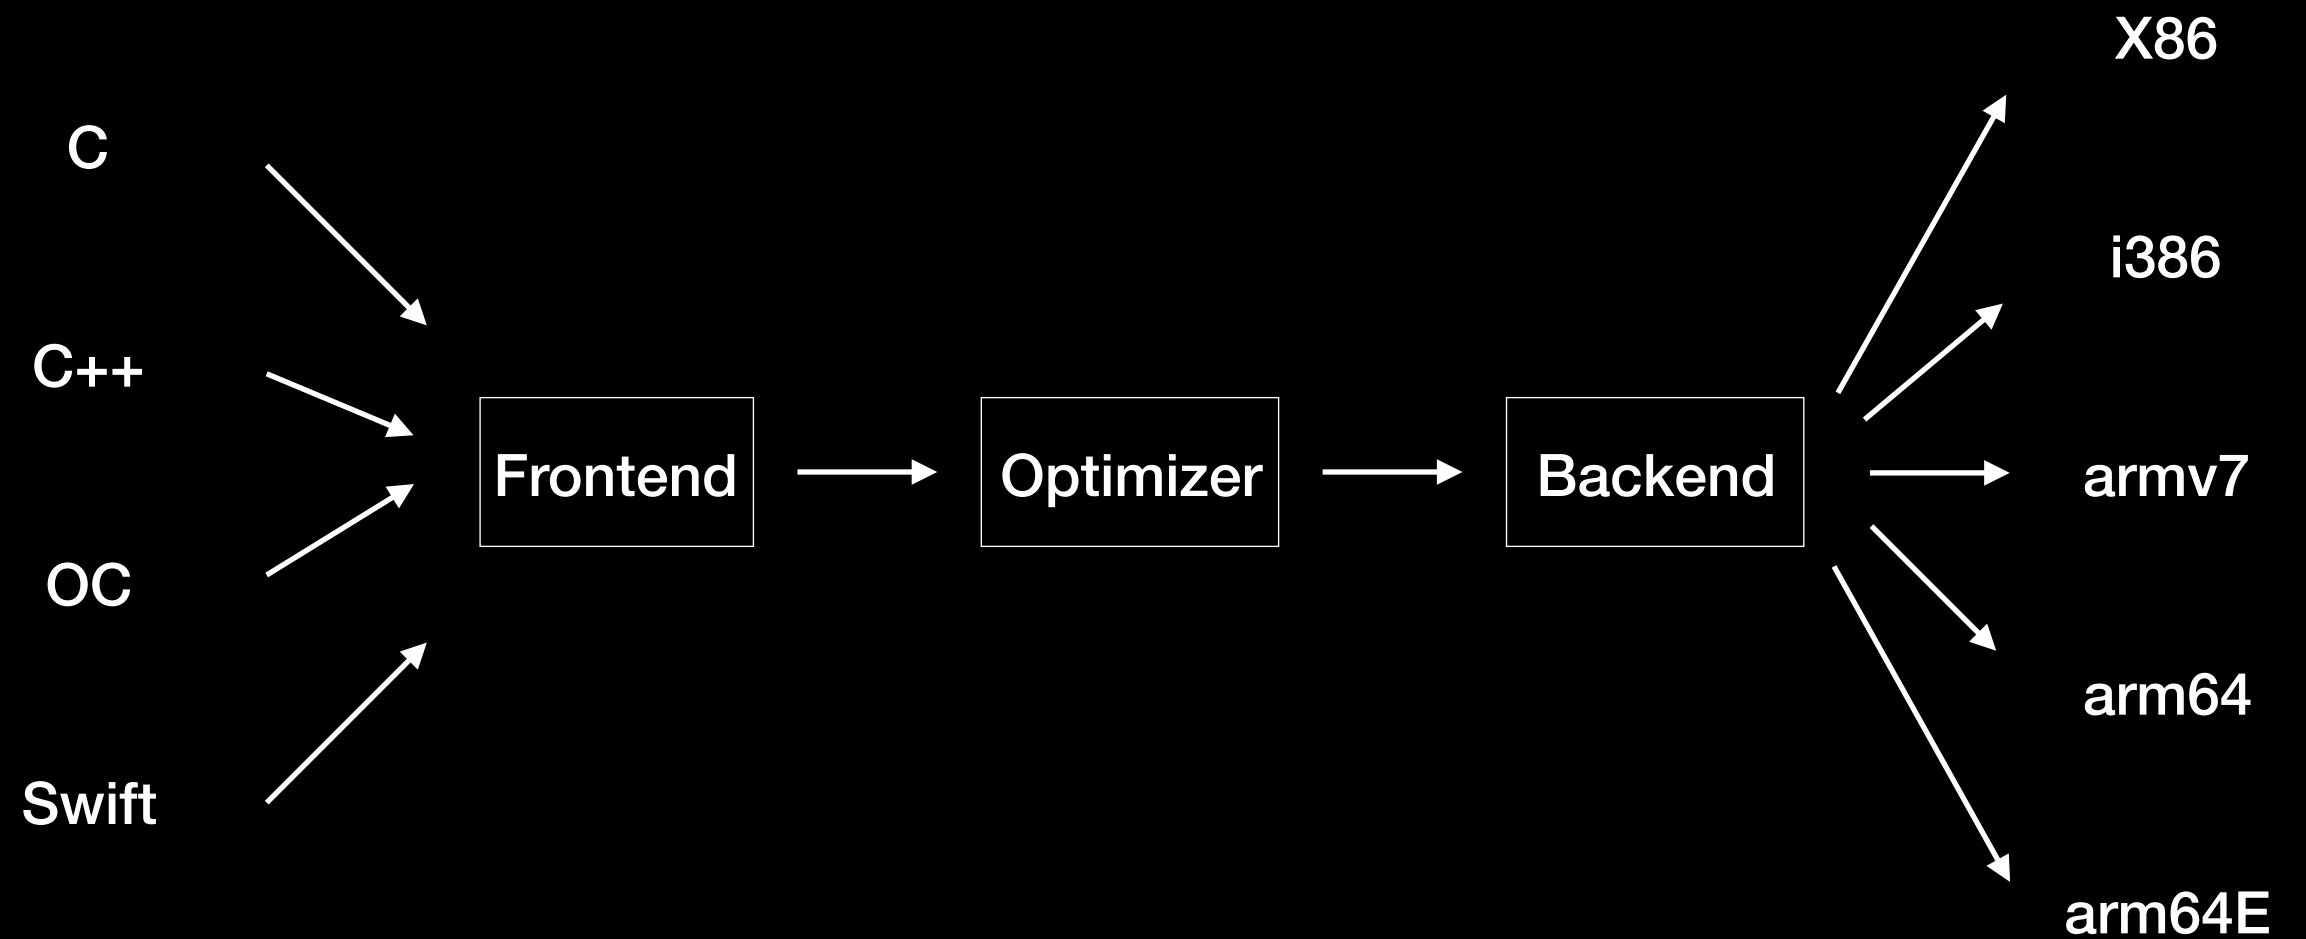 C
C++
OC
Swift
Frontend
Optimizer
Backend
X86
i386
armv7
arm64
arm64E